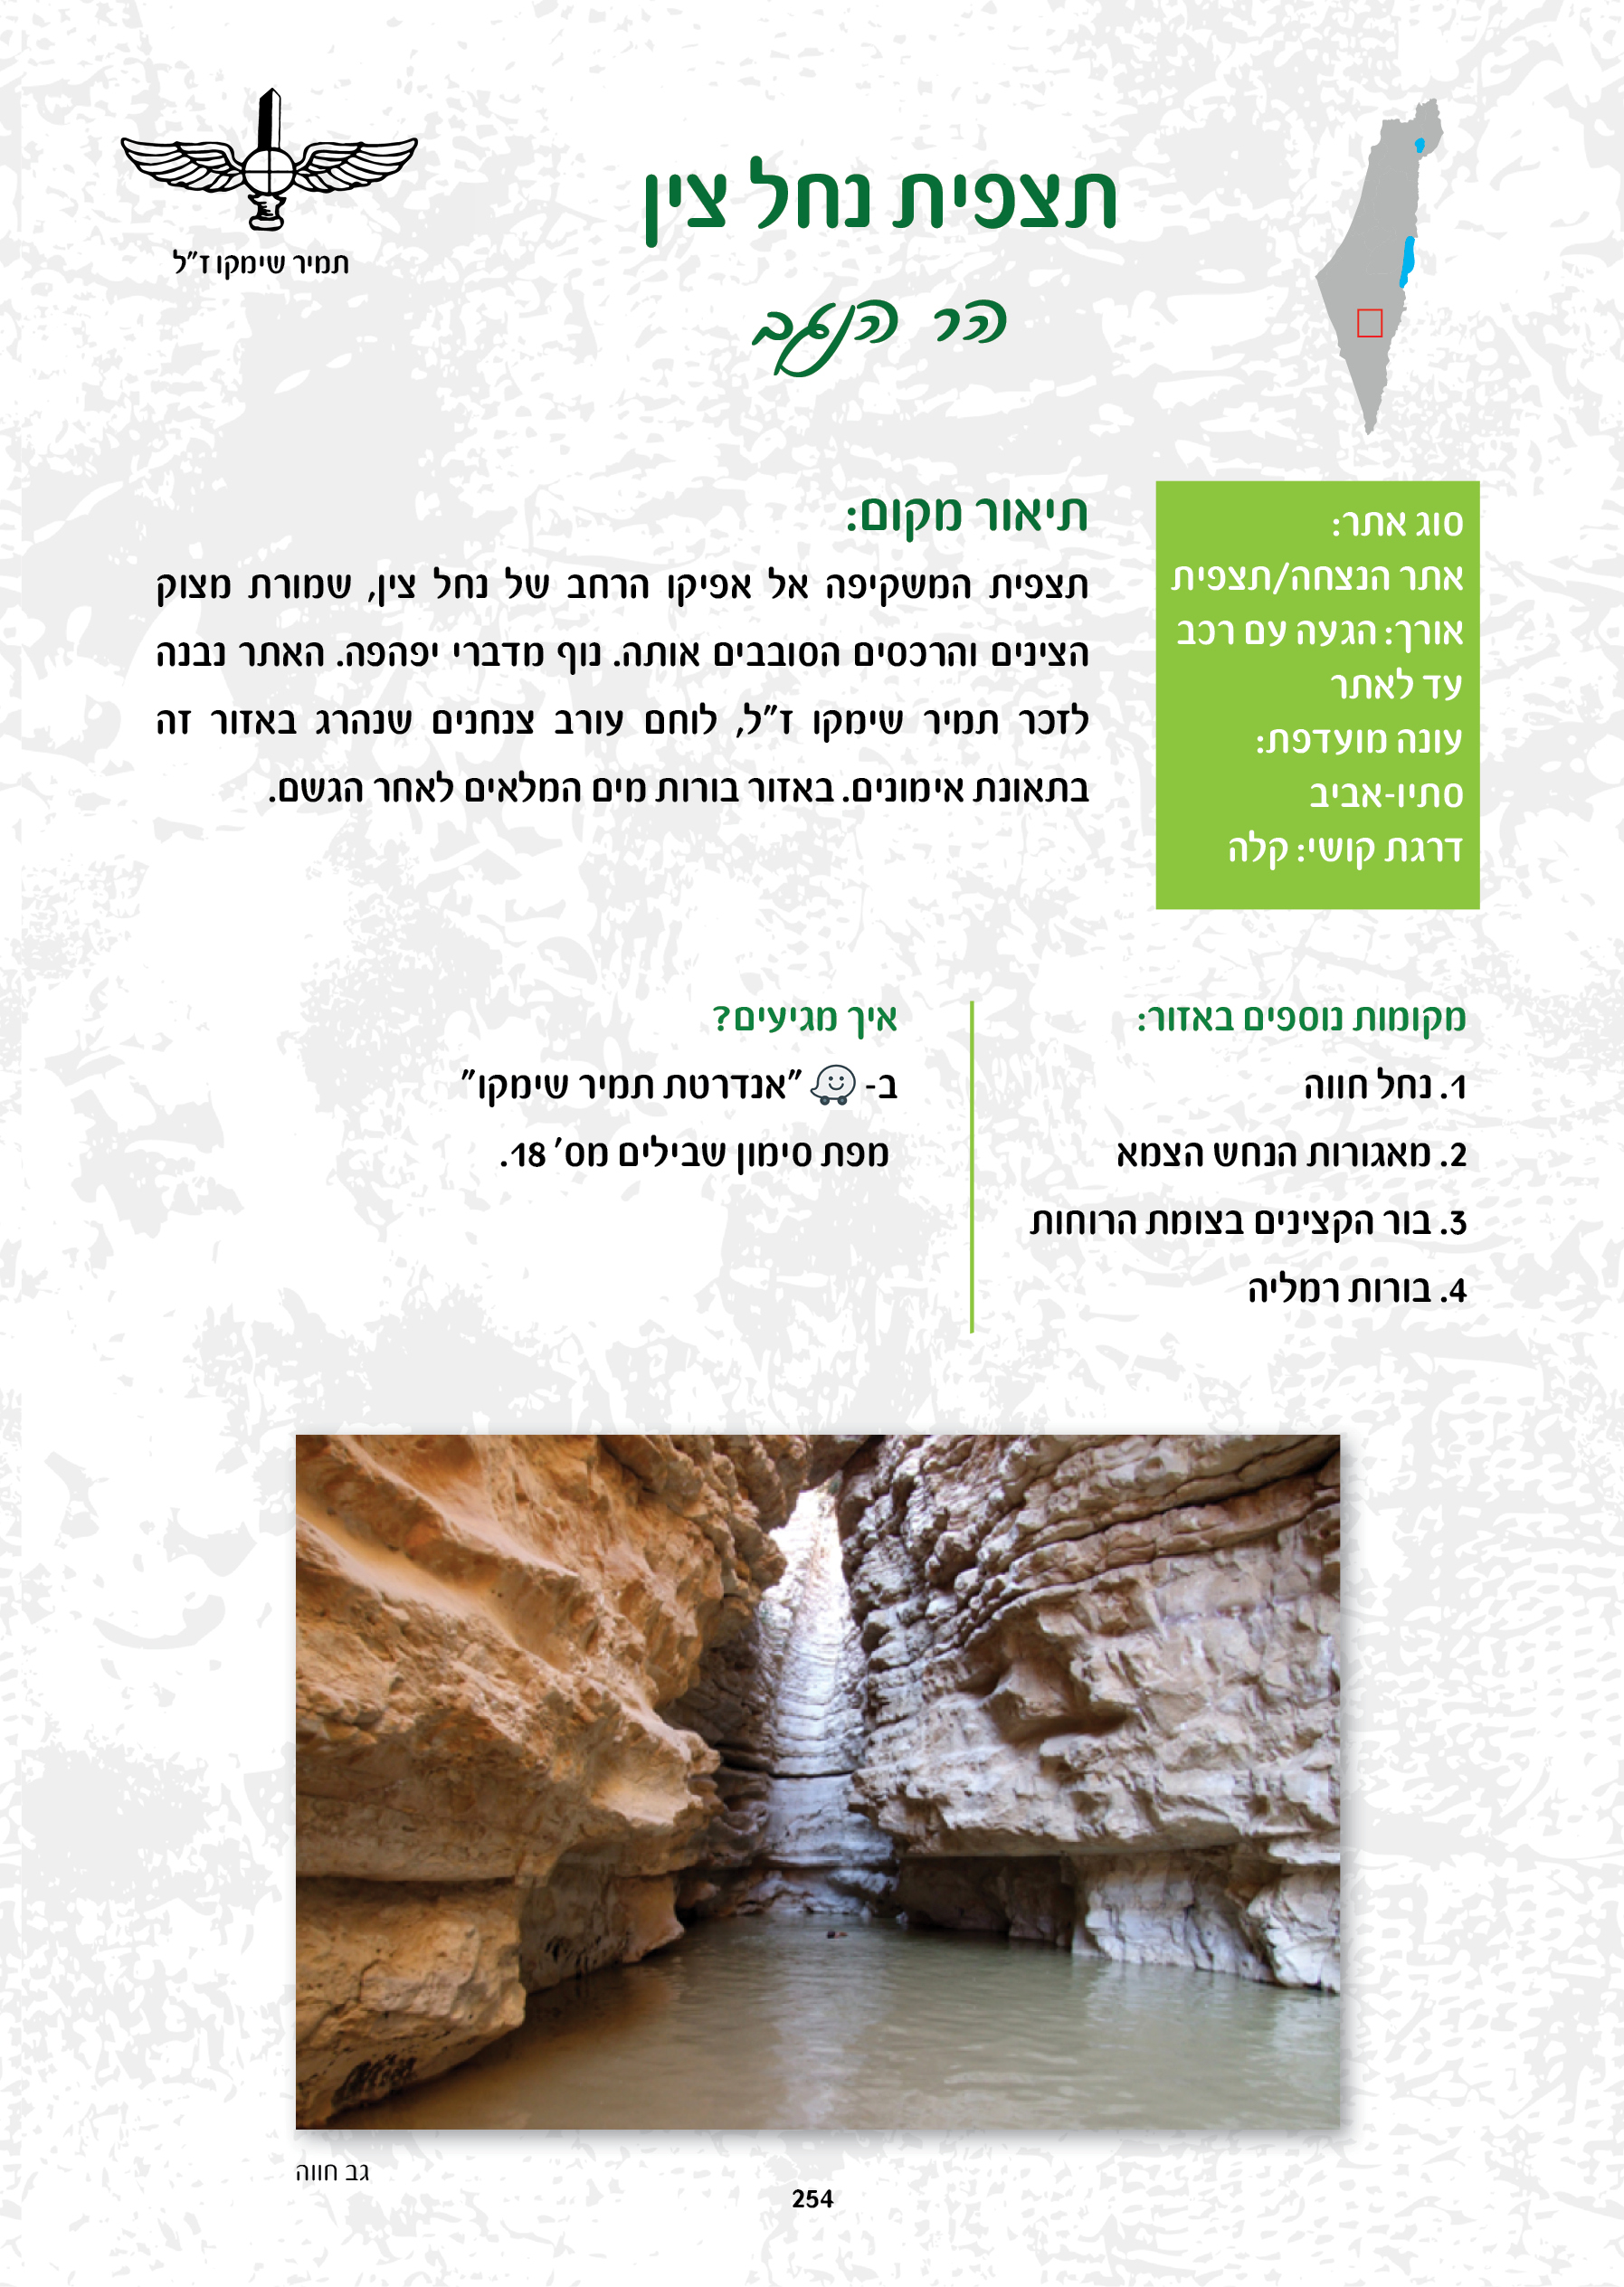 תצפית נחל צין
הר הנגב
תמיר שימקו ז"ל
סוג אתר:
אתר הנצחה/תצפית
אורך: הגעה עם רכב
עד לאתר
עונה מועדפת:
סתיו-אביב
דרגת קושי: קלה
תיאור מקום:
תצפית המשקיפה אל אפיקו הרחב של נחל צין, שמורת מצוק
הצינים והרכסים הסובבים אותה. נוף מדברי יפהפה. האתר נבנה
לזכר תמיר שימקו ז"ל, לוחם עורב צנחנים שנהרג באזור זה
בתאונת אימונים. באזור בורות מים המלאים לאחר הגשם.
מקומות נוספים באזור:
1. נחל חווה
2. מאגורות הנחש הצמא
3. בור הקצינים בצומת הרוחות
4. בורות רמליה
איך מגיעים?
ב- "אנדרטת תמיר שימקו"
מפת סימון שבילים מס' 18.
גב חווה
254